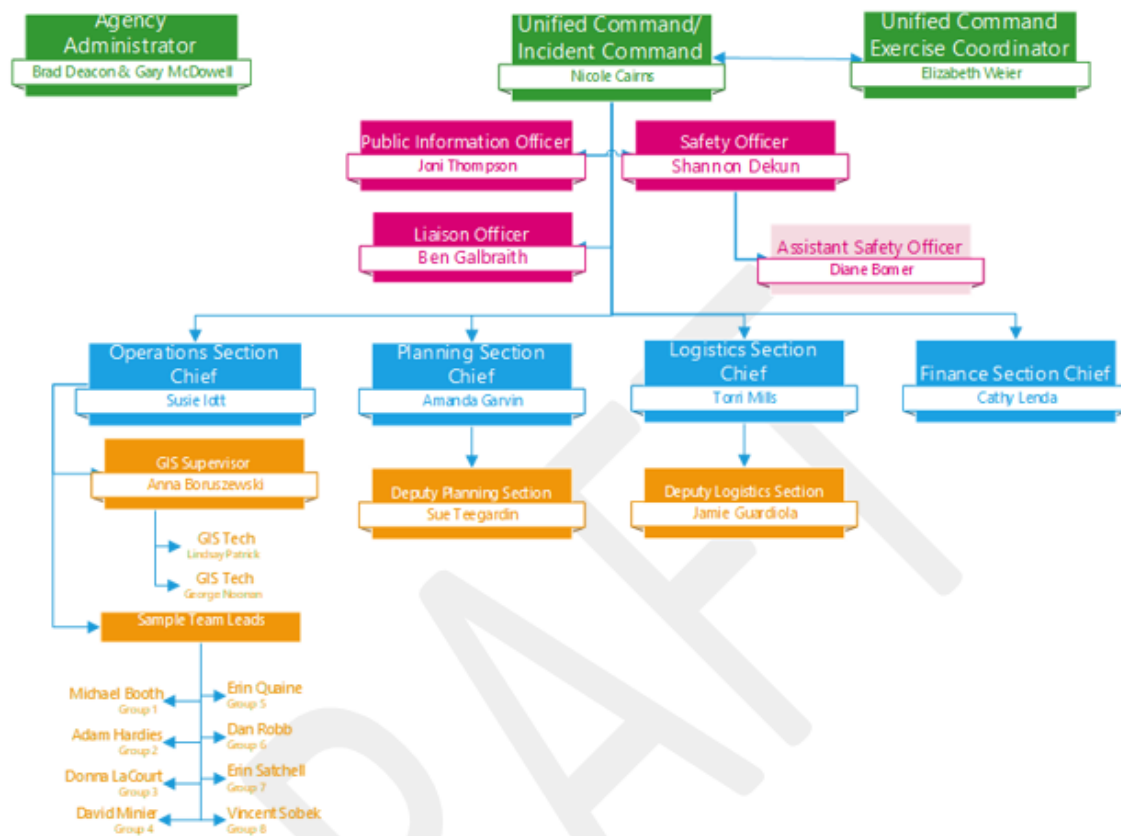 Agency
Administrator
Brad Deacon & Gary McDowell
Unified Command/
Incident Command
Nicole Cairns
Unified Command
Exercise Coordinator
Elizabeth Weier
Public Information Officer
Joni Thompson
Safety Officer
Shannon Dekun
Liaison Officer
Ben Galbraith
Assistant Safety Officer
Diane Bomer
Operations Section
Chief
Susie Iott
Planning Section
Chief
Amanda Garvin
Logistics Section
Chief
Torri Mills
Finance Section Chief
Cathy Lenda
GIS Supervisor
Anna Boruszewski
Deputy Planning Section
Sue Teegardin
Deputy Logistics Section
Jamie Guardiola
GIS Tech
Lindsay Patrick
GIS Tech
George Noonan
Sample Team Leads
Michael Booth
Group 1
Erin Quaine
Group 5
Adam Hardies
Group 2
Dan Robb
Group 6
Donna LaCourt
Group 3
Erin Satchell
Group 7
David Minier
Group 4
Vincent Sobek
Group 8
DRAFT